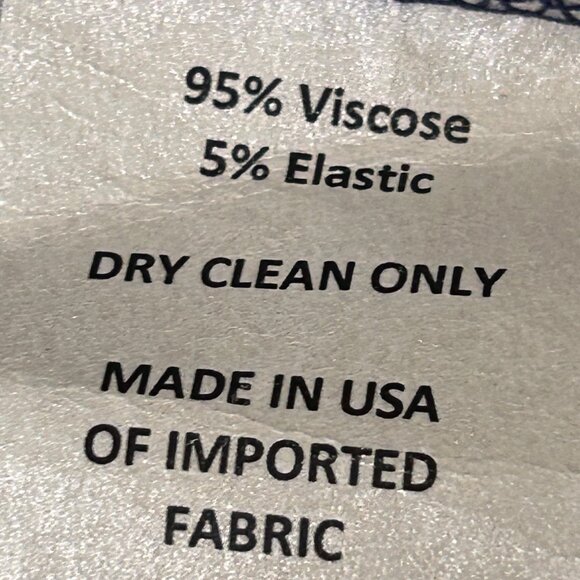 95% Viscose
5% Elastic
DRY CLEAN ONLY
MADE IN USA
OF IMPORTED
FABRIC